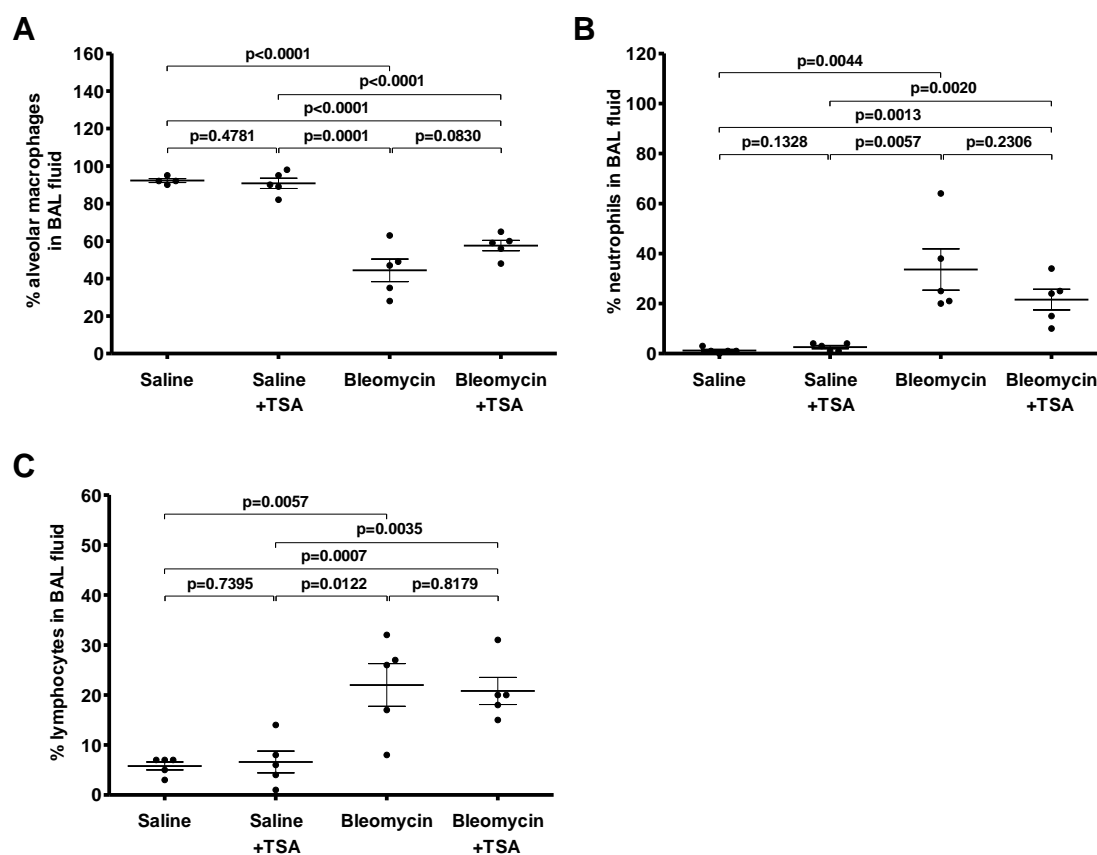 A
% alveolar macrophages
in BAL fluid
160
140
120
100
80
60
40
20
0
p<0.0001
p<0.0001
p<0.0001
p=0.4781 p=0.0001 p=0.0830
Saline Saline Bleomycin Bleomycin
+TSA +TSA
B
% neutrophils in BAL fluid
120
100
80
60
40
20
0
p=0.0044
p=0.0020
p=0.0013
p=0.1328 p=0.0057 p=0.2306
Saline Saline Bleomycin Bleomycin
+TSA +TSA
C
% lymphocytes in BAL fluid
60
50
40
30
20
10
0
p=0.0057
p=0.0035
p=0.0007
p=0.7395 p=0.0122 p=0.8179
Saline Saline Bleomycin Bleomycin
+TSA +TSA